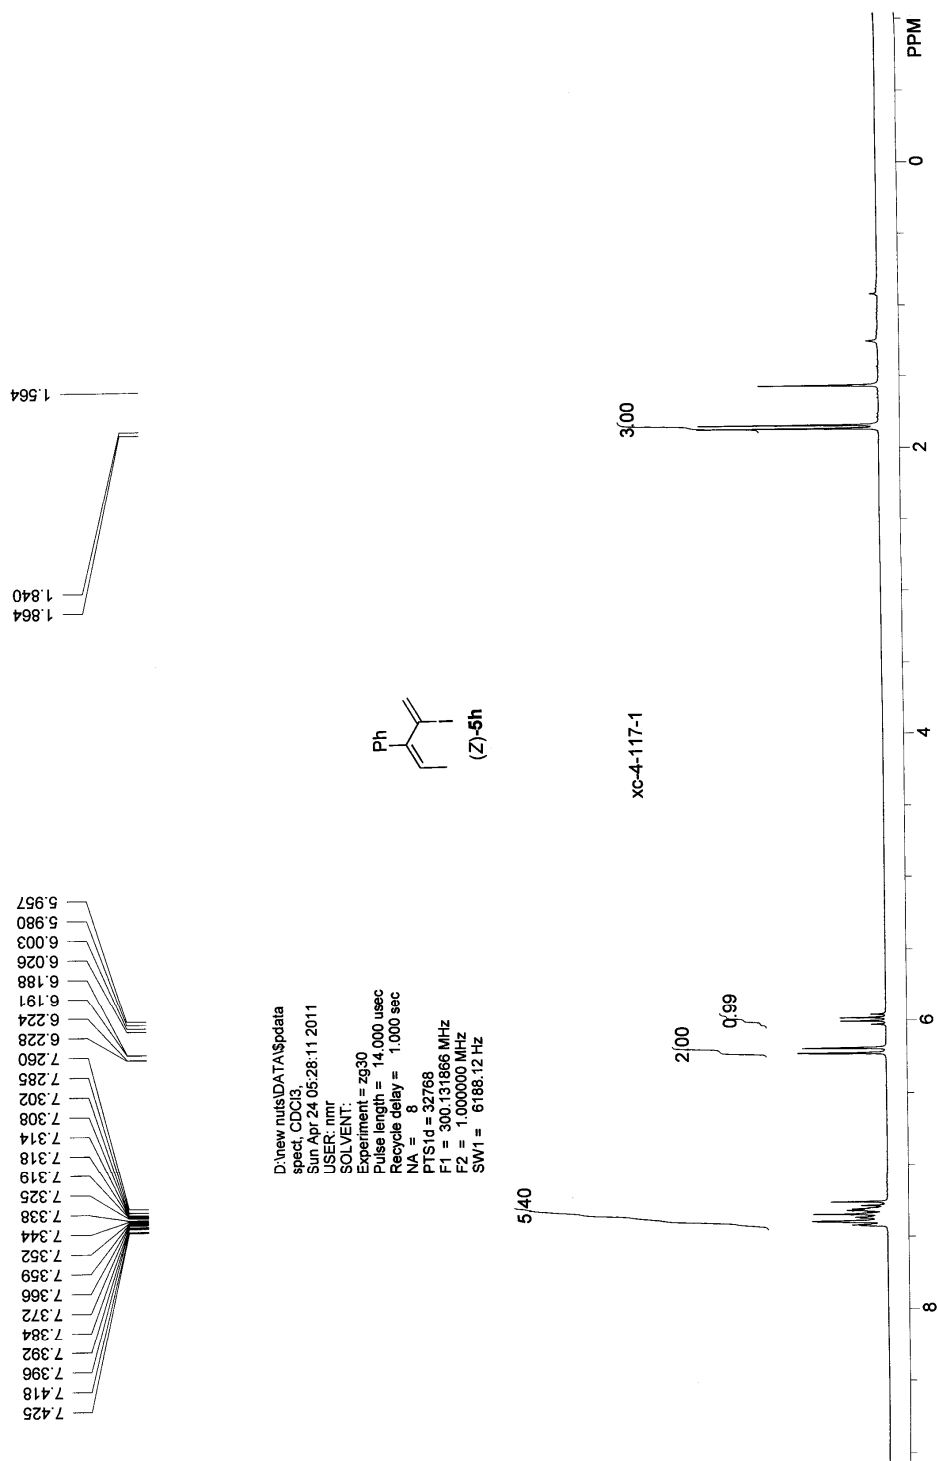 7.425
7.418
7.396
7.392
7.384
7.372
7.366
7.359
7.352
7.344
7.338
7.325
7.319
7.318
7.314
7.308
7.302
7.285
7.260
6.228
6.224
6.191
6.188
6.026
6.003
5.980
5.957
1.864
1.840
1.564
D:\new nuts\DATA\$pdata
spect, CDCl3,
Sun Apr 24 05:28:11 2011
USER: nmr
SOLVENT:
Experiment = zg30
Pulse length = 14.000 usec
Recycle delay = 1.000 sec
NA = 8
PTS1d = 32768
F1 = 300.131866 MHz
F2 = 1.000000 MHz
SW1 = 6188.12 Hz
Ph
I
(Z)-5h
xc-4-117-1
5.40
2.00
0.99
3.00
8
6
4
2
0
PPM